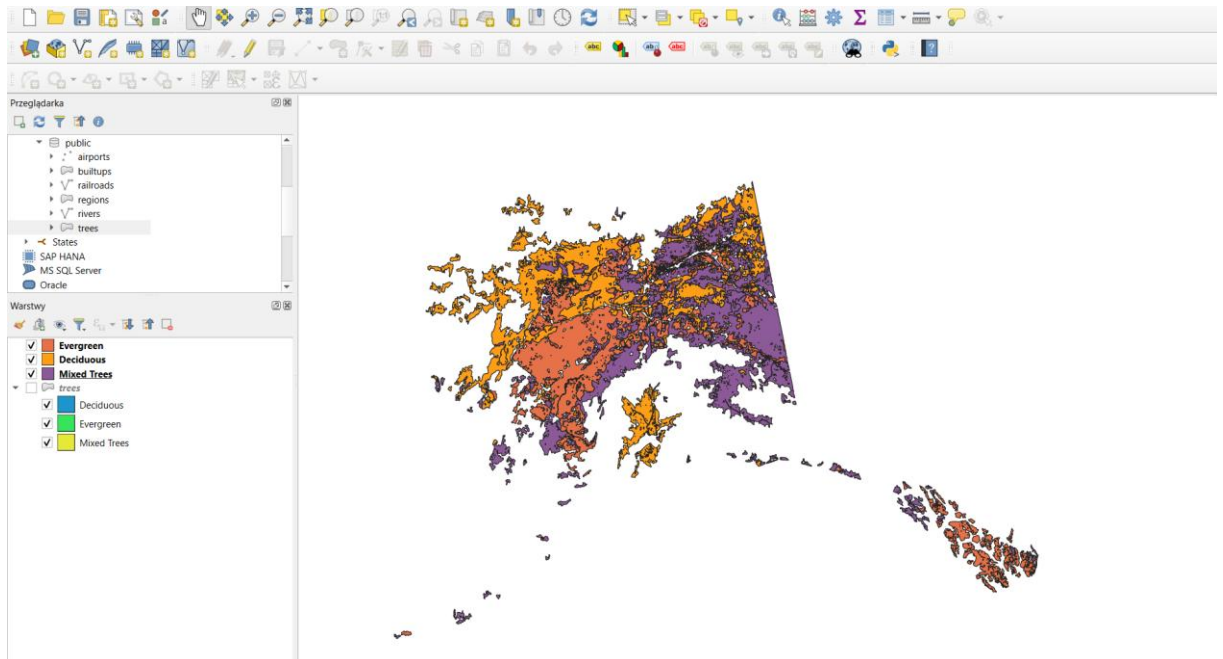 Przeglądarka
public
airports
builtups
railroads
regions
rivers
trees
States
SAP HANA
MS SQL Server
Oracle
Warstwy
Evergreen
Deciduous
Mixed Trees
trees
Deciduous
Evergreen
Mixed Trees